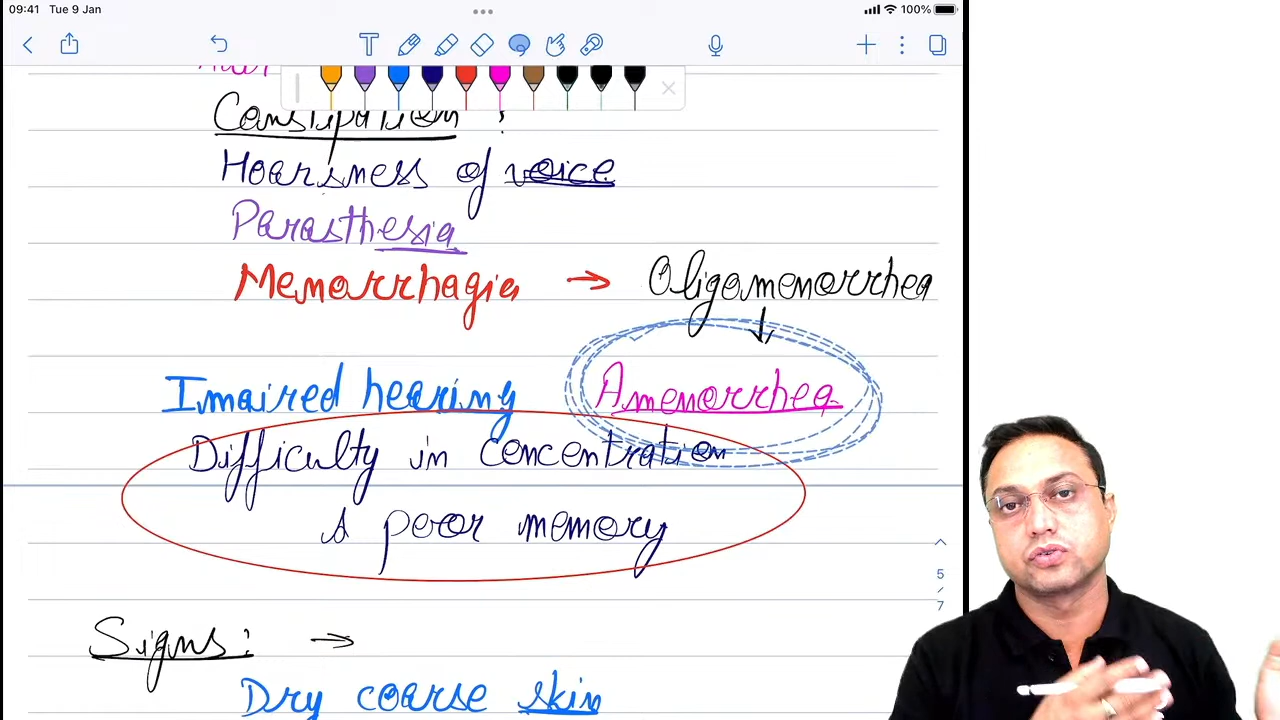 09:41 Tue 9 Jan
100%
T
Constipation :
Hoarsness of voice
Parasthesia
Menorrhagia → Oligomenorrhea
↓
Imaired hearing Amenorrhea
Difficulty in concentration
& poor memory
5
/
7
Signs: →
Dry coarse skin